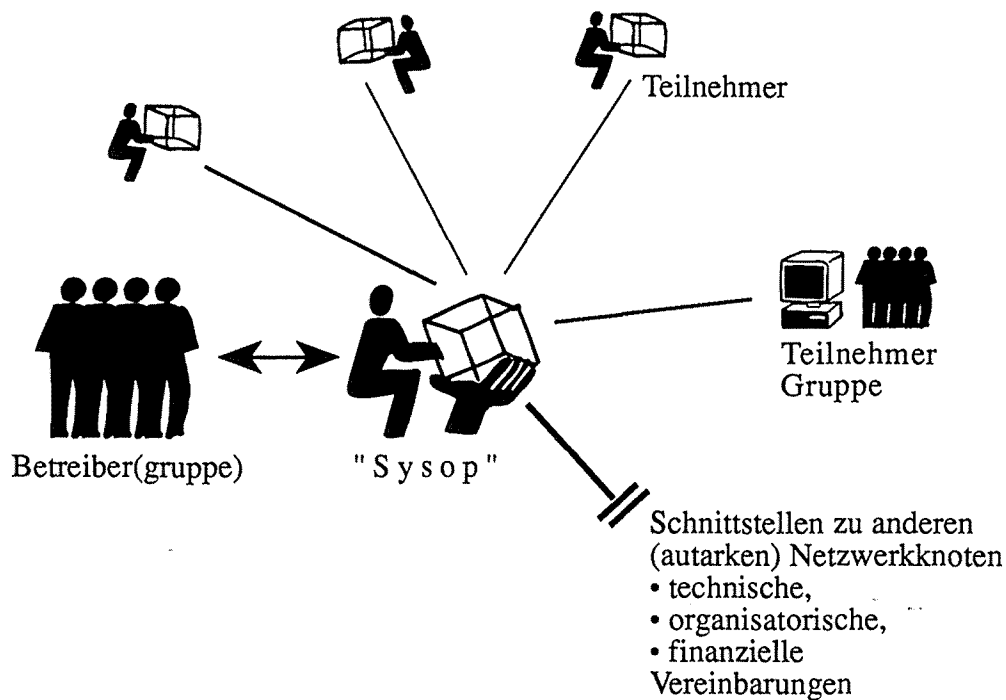 Teilnehmer
Teilnehmer
Gruppe
Betreiber(gruppe)
"Sysop"
Schnittstellen zu anderen
(autarken) Netzwerkknoten
• technische,
• organisatorische,
• finanzielle
Vereinbarungen